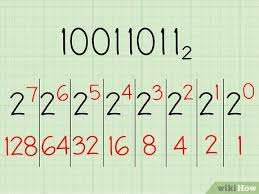 10011011₂
2⁷ 2⁶ 2⁵ 2⁴ 2³ 2² 2¹ 2⁰
128 64 32 16 8 4 2 1
wikiHow